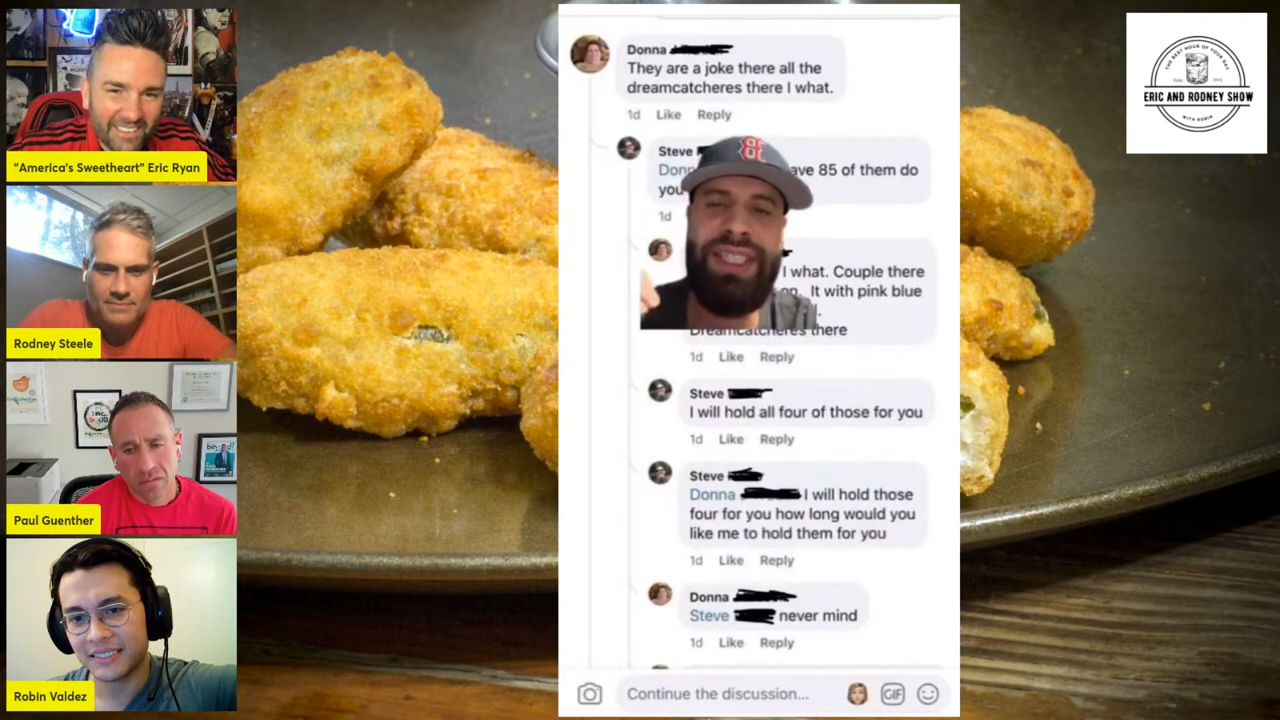 "America's Sweetheart" Eric Ryan
Rodney Steele
Paul Guenther
Robin Valdez
Donna
They are a joke there all the
dreamcatcheres there I what.
1d Like Reply
Steve
ave 85 of them do
you
1d
I what. Couple there
It with pink blue
Dreamcatcheres there
1d Like Reply
Steve
I will hold all four of those for you
1d Like Reply
Steve
Donna I will hold those
four for you how long would you
like me to hold them for you
1d Like Reply
Donna
Steve never mind
1d Like Reply
Continue the discussion...
GIF
B
THE BEST HOUR OF YOUR DAY
ERIC AND RODNEY SHOW
WITH ROBIN